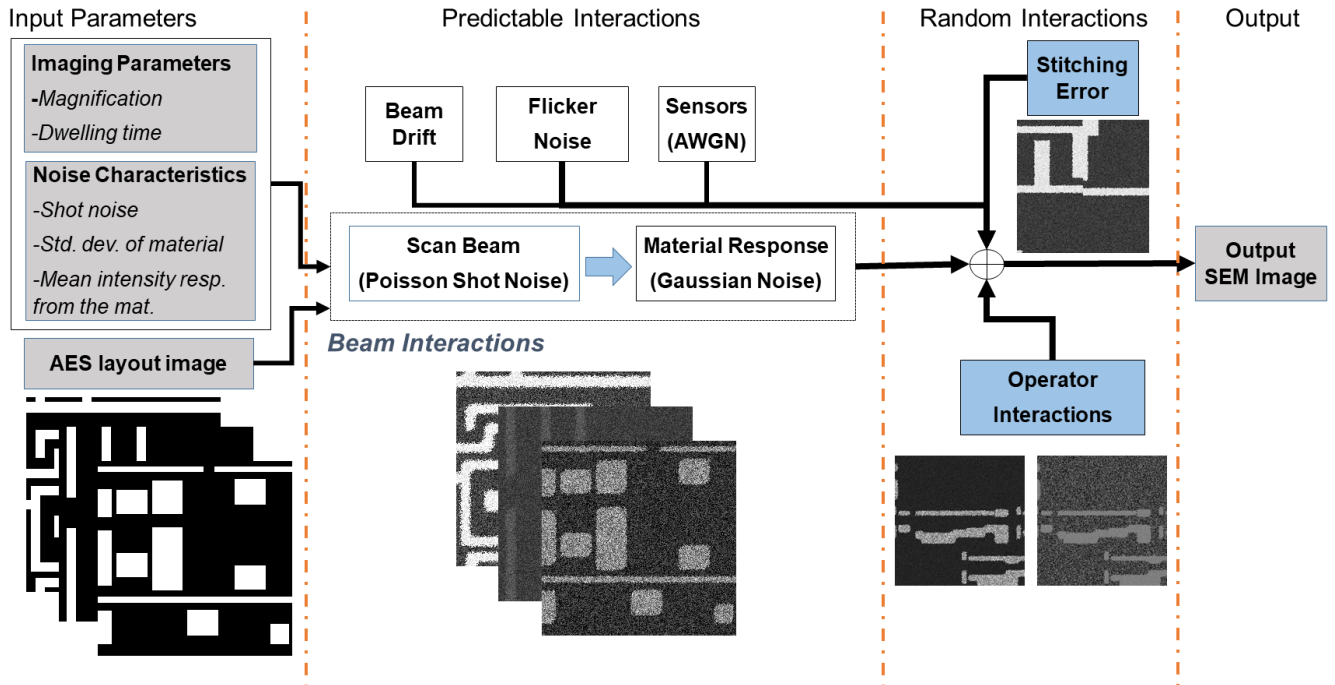 Input Parameters
Predictable Interactions
Random Interactions
Output
Imaging Parameters
-Magnification
-Dwelling time
Noise Characteristics
-Shot noise
-Std. dev. of material
-Mean intensity resp.
from the mat.
AES layout image
Beam
Drift
Flicker
Noise
Sensors
(AWGN)
Scan Beam
(Poisson Shot Noise)
Material Response
(Gaussian Noise)
Beam Interactions
Stitching
Error
Operator
Interactions
Output
SEM Image